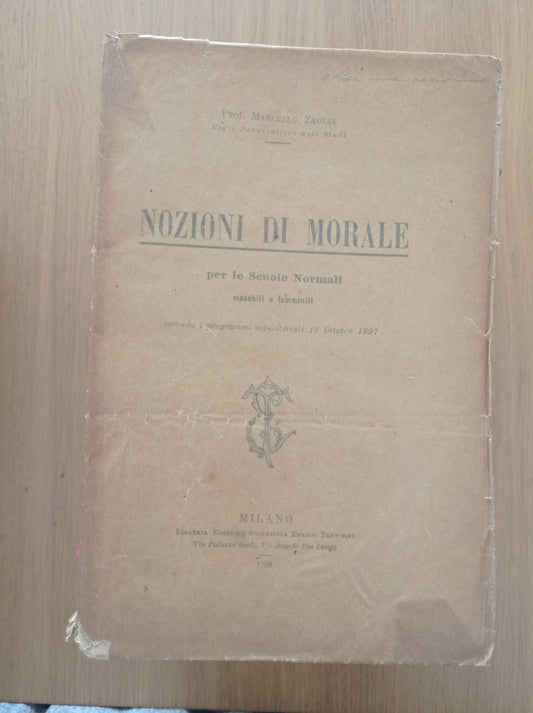 Prof. Marcello Zaglia
Regio Provveditore agli Studi
NOZIONI DI MORALE
per le Scuole Normali
maschili e femminili
secondo i programmi ministeriali 19 Ottobre 1897
MILANO
Libreria Editrice Scolastica Enrico Trevisini
Via Palazzo Reale, 7 - Angolo Via Larga
1898